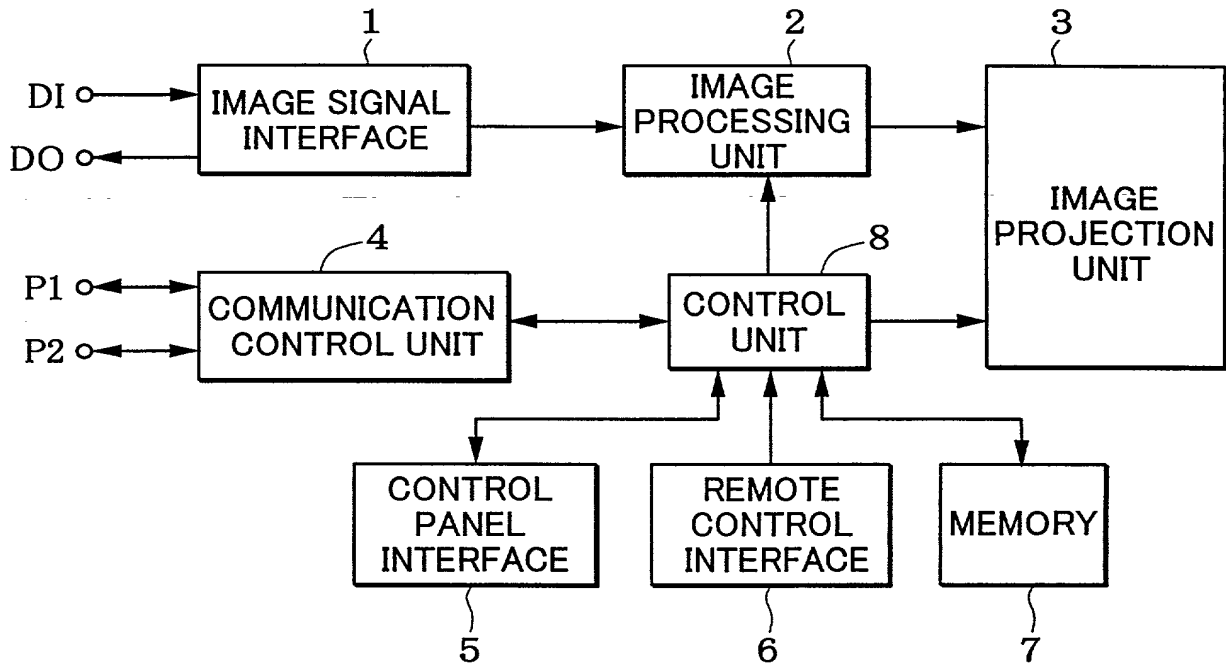 1
2
3
DI
DO
IMAGE SIGNAL
INTERFACE
IMAGE
PROCESSING
UNIT
IMAGE
PROJECTION
UNIT
4
8
P1
P2
COMMUNICATION
CONTROL UNIT
CONTROL
UNIT
CONTROL
PANEL
INTERFACE
REMOTE
CONTROL
INTERFACE
MEMORY
5
6
7